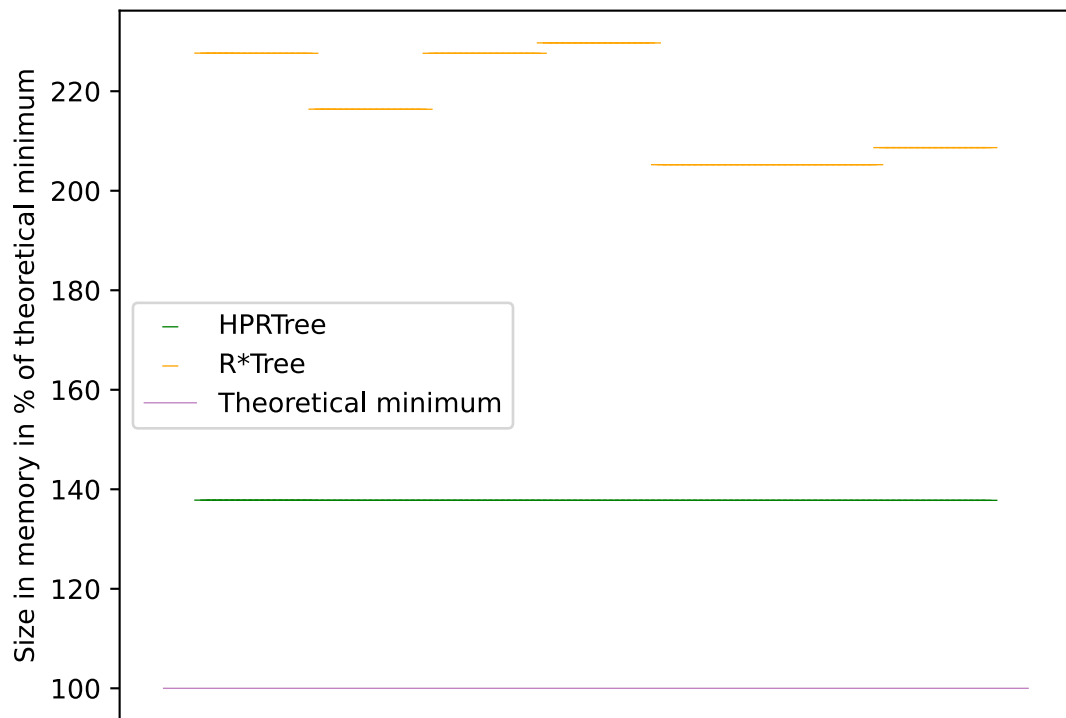 Size in memory in % of theoretical minimum
220
200
180
160
140
120
100
HPRTree
R*Tree
Theoretical minimum